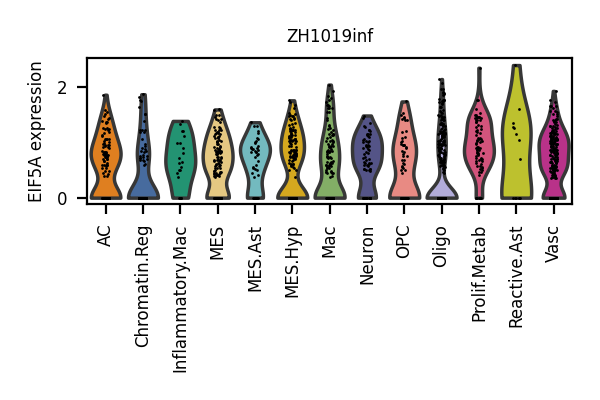 ZH1019inf
EIF5A expression
2
0
AC
Chromatin.Reg
Inflammatory.Mac
MES
MES.Ast
MES.Hyp
Mac
Neuron
OPC
Oligo
Prolif.Metab
Reactive.Ast
Vasc